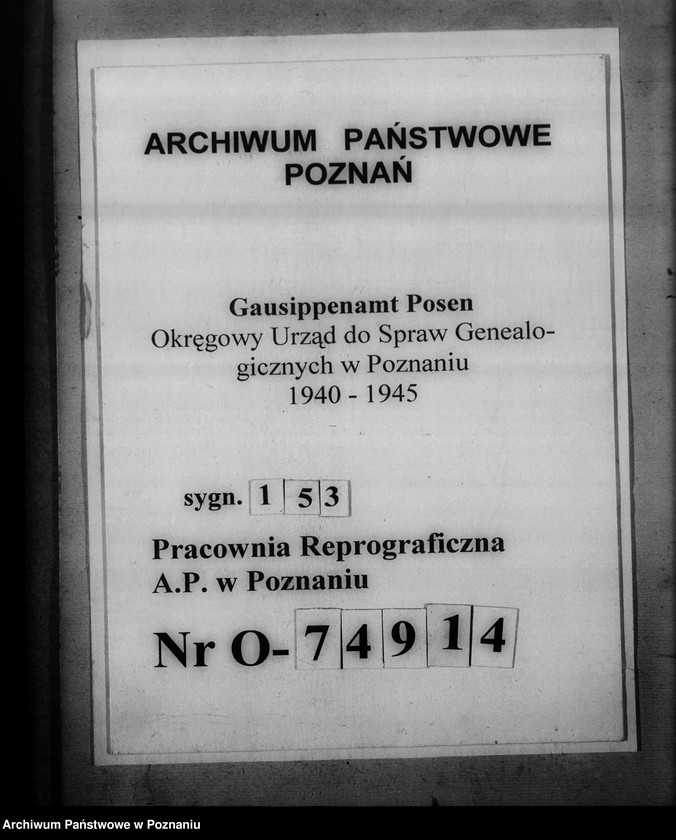 ARCHIWUM PAŃSTWOWE
POZNAŃ
Gausippenamt Posen
Okręgowy Urząd do Spraw Genealo-
gicznych w Poznaniu
1940 - 1945
sygn. 1 5 3
Pracownia Reprograficzna
A.P. w Poznaniu
Nr O- 7 4 9 1 4
Archiwum Państwowe w Poznaniu